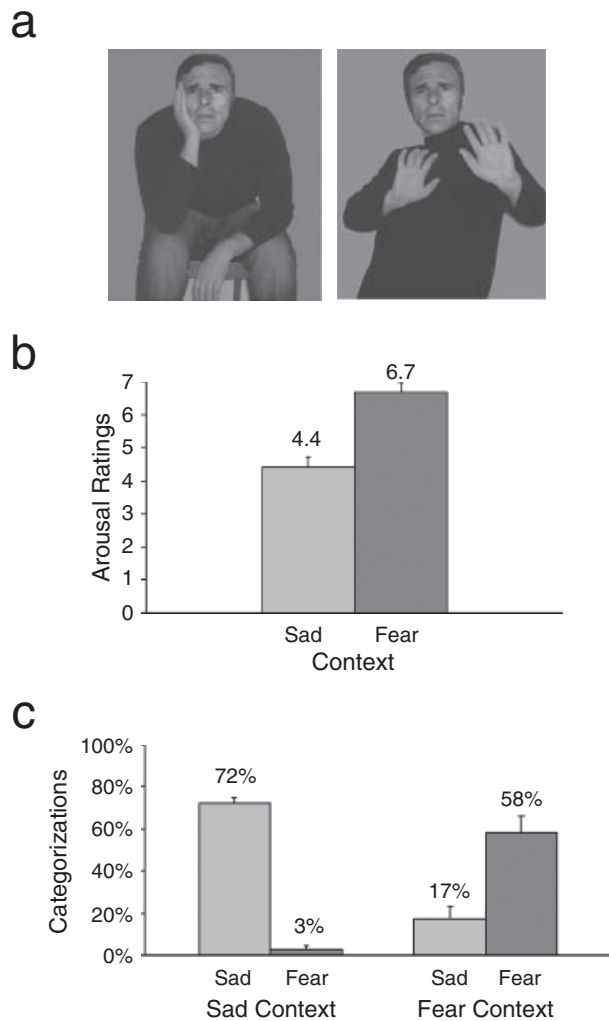 a
b
7
6
5
4
3
2
1
0
Arousal Ratings
4.4
6.7
Sad Fear
Context
c
100%
80%
60%
40%
20%
0%
Categorizations
72%
3%
17%
58%
Sad Fear Sad Fear
Sad Context Fear Context